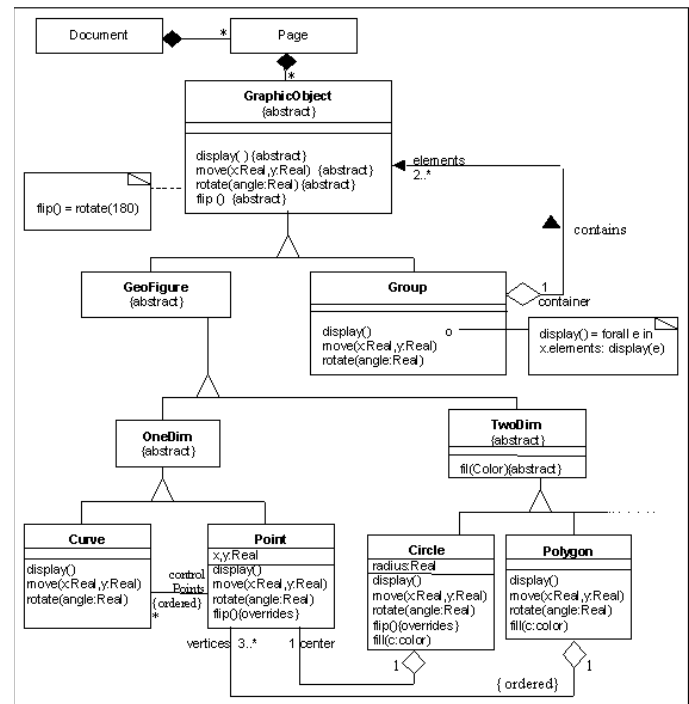 Document
*
Page
*
GraphicObject
{abstract}
display( ) {abstract}
move(x:Real,y:Real) {abstract}
rotate(angle:Real) {abstract}
flip () {abstract}
elements
2..*
flip() = rotate(180)
contains
GeoFigure
{abstract}
Group
1
container
display()
move(x:Real,y:Real)
rotate(angle:Real)
o
display() = forall e in
x.elements: display(e)
OneDim
{abstract}
TwoDim
{abstract}
fil(Color){abstract}
. . . . .
Curve
display()
move(x:Real,y:Real)
rotate(angle:Real)
control
Points
{ordered}
*
Point
x,y:Real
display()
move(x:Real,y:Real)
rotate(angle:Real)
flip(){overrides}
Circle
radius:Real
display()
move(x:Real,y:Real)
rotate(angle:Real)
flip(){overrides}
fill(c:color)
Polygon
display()
move(x:Real,y:Real)
rotate(angle:Real)
fill(c:color)
vertices 3..*
1 center
1
1
{ ordered}